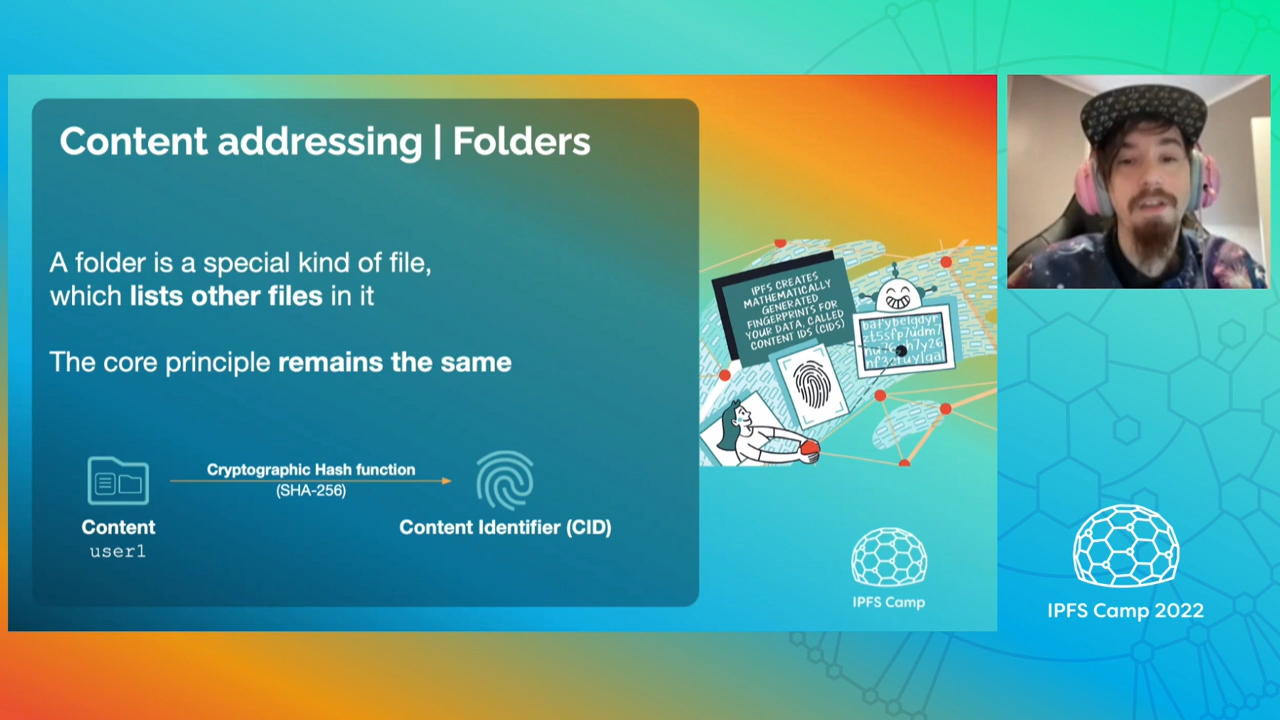 Content addressing | Folders
A folder is a special kind of file,
which lists other files in it
The core principle remains the same
Cryptographic Hash function
(SHA-256)
Content
user1
Content Identifier (CID)
IPFS CREATES
MATHEMATICALLY
GENERATED
FINGERPRINTS FOR
YOUR DATA, CALLED
CONTENT IDS (CIDS)
IPFS Camp
IPFS Camp 2022